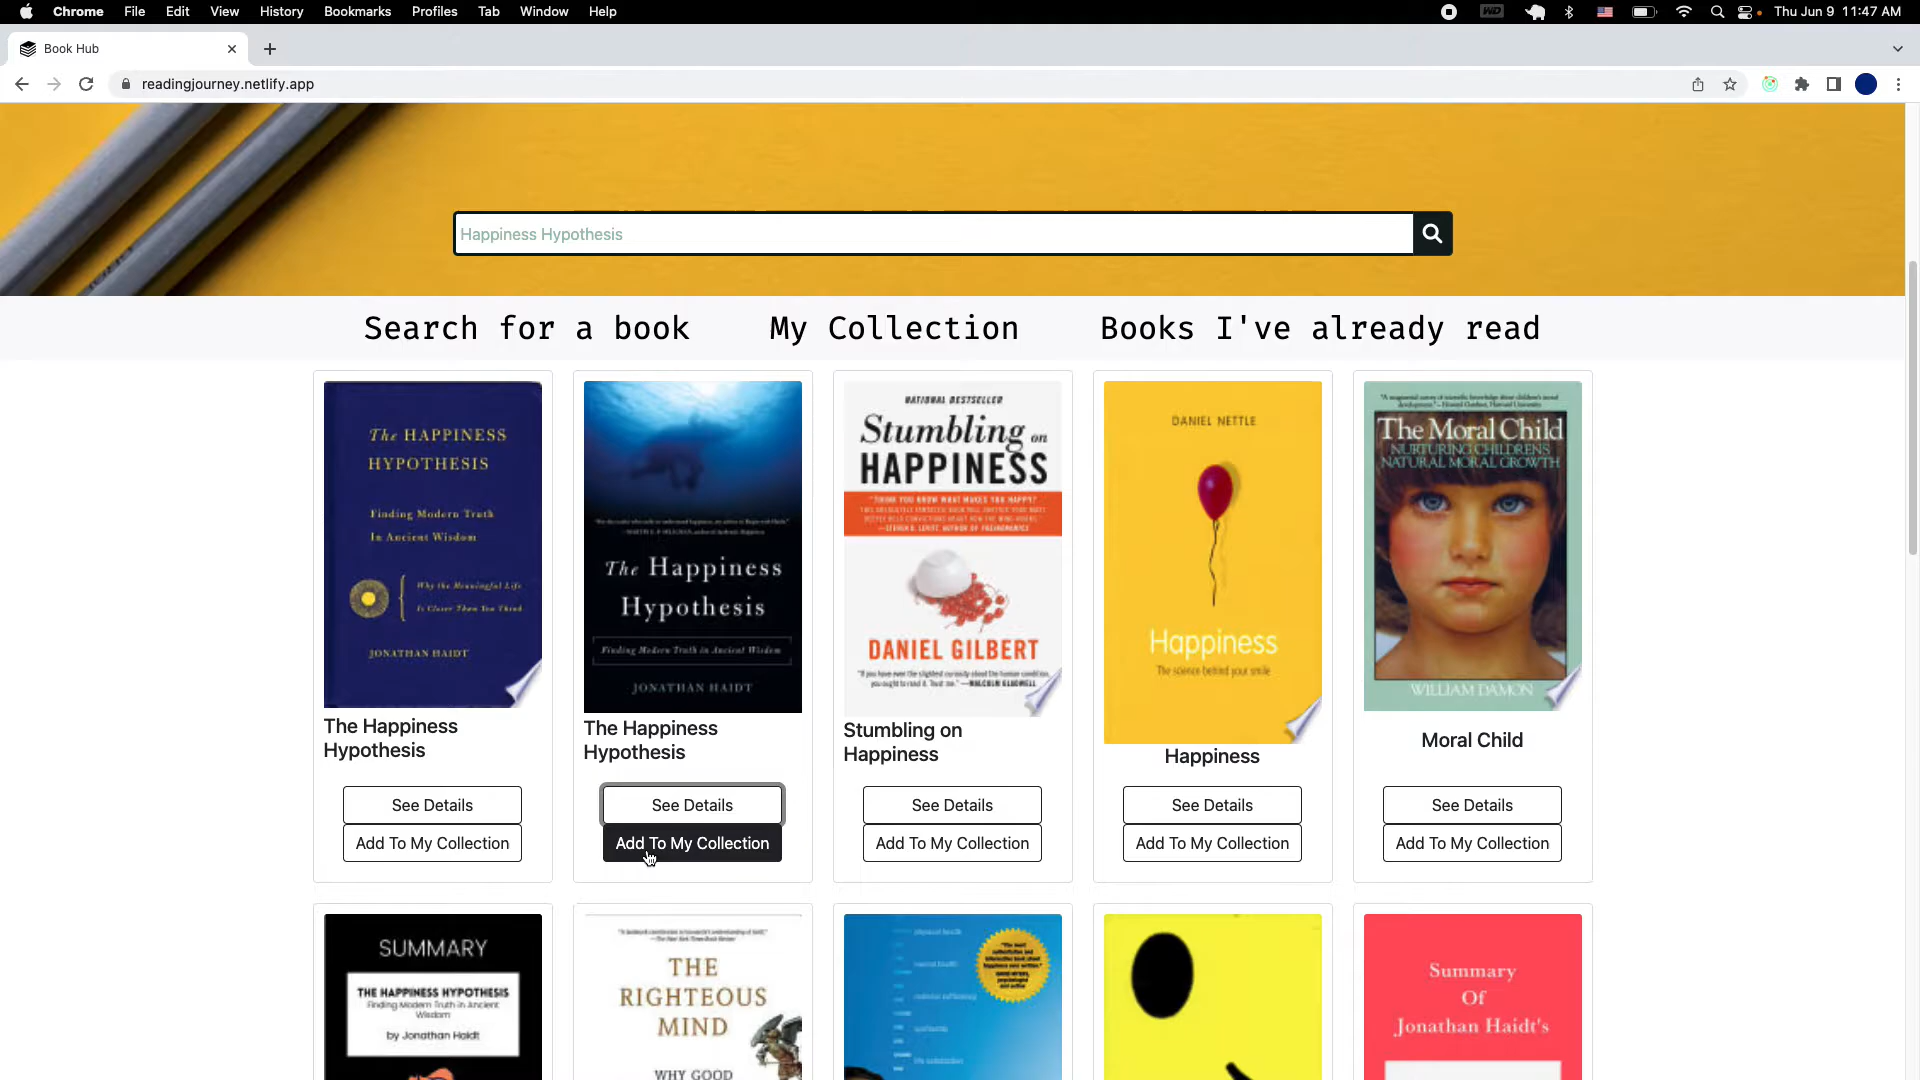 Chrome File Edit View History Bookmarks Profiles Tab Window Help
WD
Thu Jun 9 11:47 AM
Book Hub
readingjourney.netlify.app
Happiness Hypothesis
Search for a book
My Collection
Books I've already read
The HAPPINESS
HYPOTHESIS
Finding Modern Truth
In Ancient Wisdom
Why the Meaningful Life
Is Closer Than You Think
JONATHAN HAIDT
The Happiness
Hypothesis
See Details
Add To My Collection
The Happiness
Hypothesis
Finding Modern Truth in Ancient Wisdom
JONATHAN HAIDT
The Happiness
Hypothesis
See Details
Add To My Collection
NATIONAL BESTSELLER
Stumbling on
HAPPINESS
"THINK YOU KNOW WHAT MAKES YOU HAPPY?
DANIEL GILBERT
Stumbling on
Happiness
See Details
Add To My Collection
DANIEL NETTLE
Happiness
The science behind your smile
Happiness
See Details
Add To My Collection
The Moral Child
NURTURING CHILDREN'S
NATURAL MORAL GROWTH
WILLIAM DAMON
Moral Child
See Details
Add To My Collection
SUMMARY
THE HAPPINESS HYPOTHESIS
Finding Modern Truth in Ancient
Wisdom
by Jonathan Haidt
THE
RIGHTEOUS
MIND
WHY GOOD
Summary
Of
Jonathan Haidt's